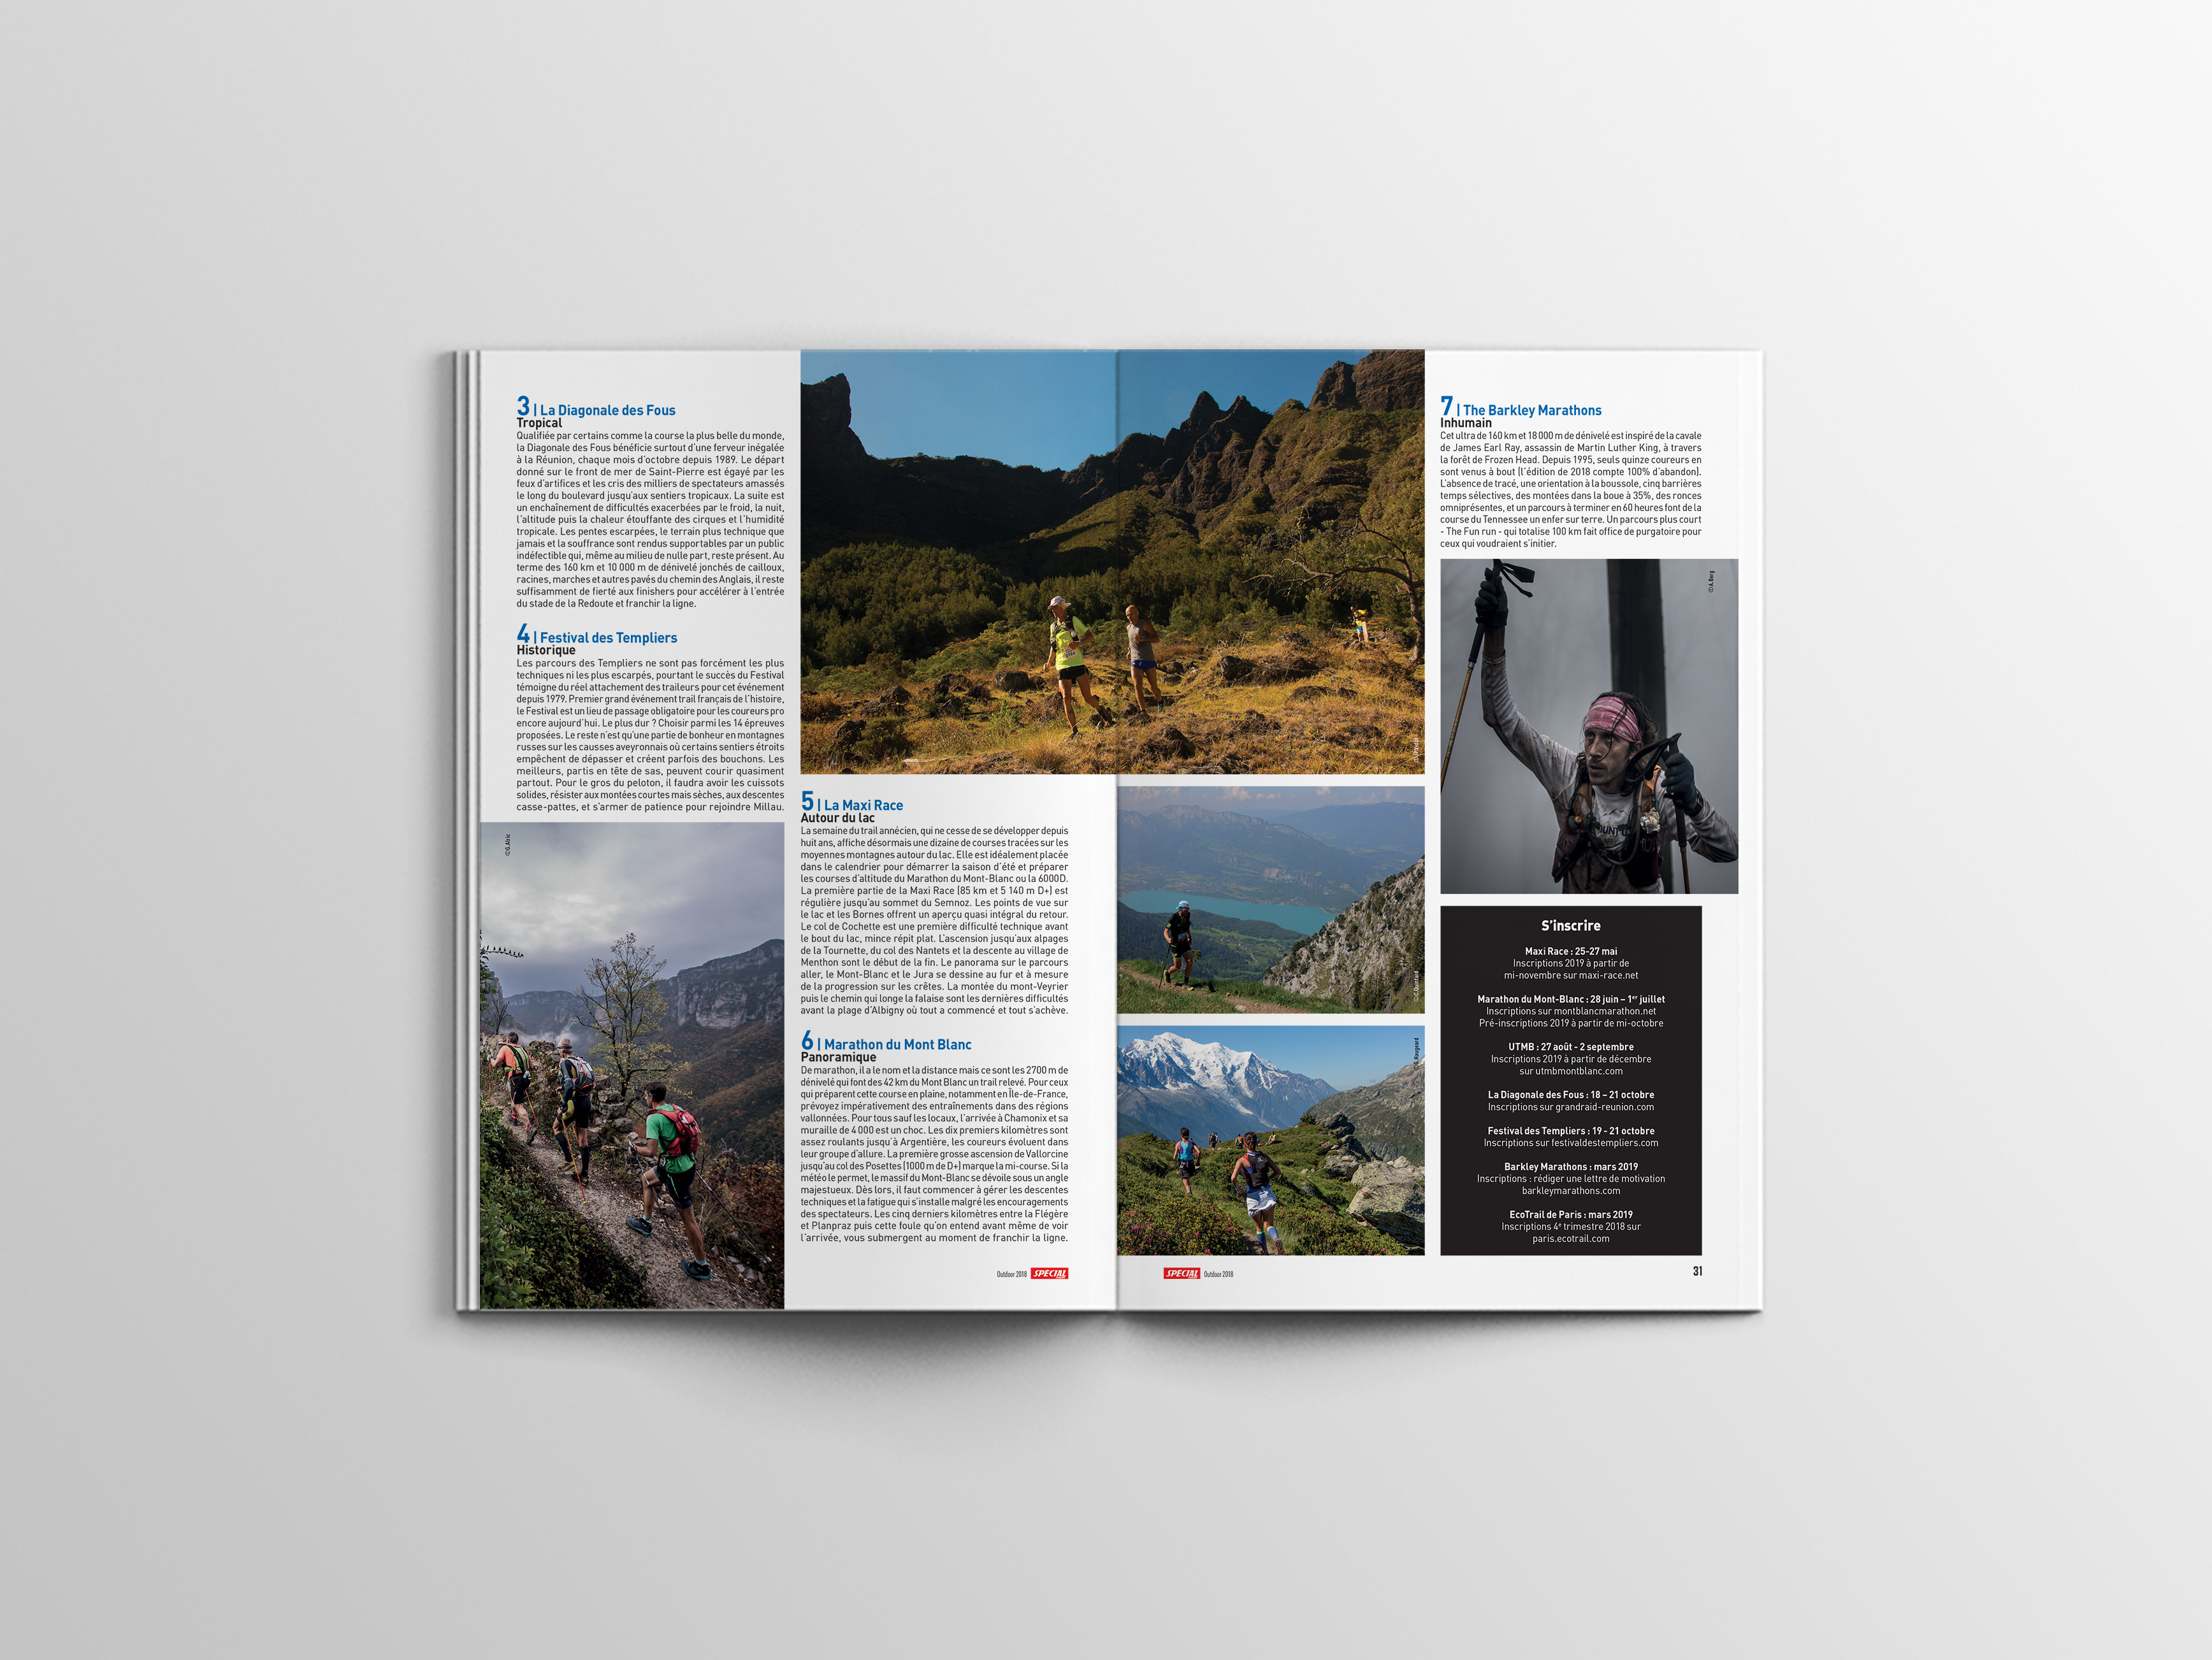 3 | La Diagonale des Fous
Tropical
Qualifiée par certains comme la course la plus belle du monde,
la Diagonale des Fous bénéficie surtout d'une ferveur inégalée
à la Réunion, chaque mois d'octobre depuis 1989. Le départ
donné sur le front de mer de Saint-Pierre est égayé par les
feux d'artifices et les cris des milliers de spectateurs amassés
le long du boulevard jusqu'aux sentiers tropicaux. La suite est
un enchaînement de difficultés exacerbées par le froid, la nuit,
l'altitude puis la chaleur étouffante des cirques et l'humidité
tropicale. Les pentes escarpées, le terrain plus technique que
jamais et la souffrance sont rendus supportables par un public
indéfectible qui, même au milieu de nulle part, reste présent. Au
terme des 160 km et 10 000 m de dénivelé jonchés de cailloux,
racines, marches et autres pavés du chemin des Anglais, il reste
suffisamment de fierté aux finishers pour accélérer à l'entrée
du stade de la Redoute et franchir la ligne.
4 | Festival des Templiers
Historique
Les parcours des Templiers ne sont pas forcément les plus
techniques ni les plus escarpés, pourtant le succès du Festival
témoigne du réel attachement des traileurs pour cet événement
depuis 1979. Premier grand événement trail français de l'histoire,
le Festival est un lieu de passage obligatoire pour les coureurs pro
encore aujourd'hui. Le plus dur ? Choisir parmi les 14 épreuves
proposées. Le reste n'est qu'une partie de bonheur en montagnes
russes sur les causses aveyronnais où certains sentiers étroits
empêchent de dépasser et créent parfois des bouchons. Les
meilleurs, partis en tête de sas, peuvent courir quasiment
partout. Pour le gros du peloton, il faudra avoir les cuissots
solides, résister aux montées courtes mais sèches, aux descentes
casse-pattes, et s'armer de patience pour rejoindre Millau.
©G.Alric
5 | La Maxi Race
Autour du lac
La semaine du trail annécien, qui ne cesse de se développer depuis
huit ans, affiche désormais une dizaine de courses tracées sur les
moyennes montagnes autour du lac. Elle est idéalement placée
dans le calendrier pour démarrer la saison d'été et préparer
les courses d'altitude du Marathon du Mont-Blanc ou la 6000D.
La première partie de la Maxi Race (85 km et 5 140 m D+) est
régulière jusqu'au sommet du Semnoz. Les points de vue sur
le lac et les Bornes offrent un aperçu quasi intégral du retour.
Le col de Cochette est une première difficulté technique avant
le bout du lac, mince répit plat. L'ascension jusqu'aux alpages
de la Tournette, du col des Nantets et la descente au village de
Menthon sont le début de la fin. Le panorama sur le parcours
aller, le Mont-Blanc et le Jura se dessine au fur et à mesure
de la progression sur les crêtes. La montée du mont-Veyrier
puis le chemin qui longe la falaise sont les dernières difficultés
avant la plage d'Albigny où tout a commencé et tout s'achève.
6 | Marathon du Mont Blanc
Panoramique
De marathon, il a le nom et la distance mais ce sont les 2700 m de
dénivelé qui font des 42 km du Mont Blanc un trail relevé. Pour ceux
qui préparent cette course en plaine, notamment en Île-de-France,
prévoyez impérativement des entraînements dans des régions
vallonnées. Pour tous sauf les locaux, l'arrivée à Chamonix et sa
muraille de 4 000 est un choc. Les dix premiers kilomètres sont
assez roulants jusqu'à Argentière, les coureurs évoluent dans
leur groupe d'allure. La première grosse ascension de Vallorcine
jusqu'au col des Posettes (1000 m de D+) marque la mi-course. Si la
météo le permet, le massif du Mont-Blanc se dévoile sous un angle
majestueux. Dès lors, il faut commencer à gérer les descentes
techniques et la fatigue qui s'installe malgré les encouragements
des spectateurs. Les cinq derniers kilomètres entre la Flégère
et Planpraz puis cette foule qu'on entend avant même de voir
l'arrivée, vous submergent au moment de franchir la ligne.
Outdoor 2018 SPECIAL
7 | The Barkley Marathons
Inhumain
Cet ultra de 160 km et 18 000 m de dénivelé est inspiré de la cavale
de James Earl Ray, assassin de Martin Luther King, à travers
la forêt de Frozen Head. Depuis 1995, seuls quinze coureurs en
sont venus à bout (l'édition de 2018 compte 100% d'abandon).
L'absence de tracé, une orientation à la boussole, cinq barrières
temps sélectives, des montées dans la boue à 35%, des ronces
omniprésentes, et un parcours à terminer en 60 heures font de la
course du Tennessee un enfer sur terre. Un parcours plus court
- The Fun run - qui totalise 100 km fait office de purgatoire pour
ceux qui voudraient s'initier.
©A.Berg
S'inscrire
Maxi Race : 25-27 mai
Inscriptions 2019 à partir de
mi-novembre sur maxi-race.net
Marathon du Mont-Blanc : 28 juin – 1er juillet
Inscriptions sur montblancmarathon.net
Pré-inscriptions 2019 à partir de mi-octobre
UTMB : 27 août - 2 septembre
Inscriptions 2019 à partir de décembre
sur utmbmontblanc.com
La Diagonale des Fous : 18 – 21 octobre
Inscriptions sur grandraid-reunion.com
Festival des Templiers : 19 - 21 octobre
Inscriptions sur festivaldestempliers.com
Barkley Marathons : mars 2019
Inscriptions : rédiger une lettre de motivation
barkleymarathons.com
EcoTrail de Paris : mars 2019
Inscriptions 4e trimestre 2018 sur
paris.ecotrail.com
SPECIAL Outdoor 2018
31